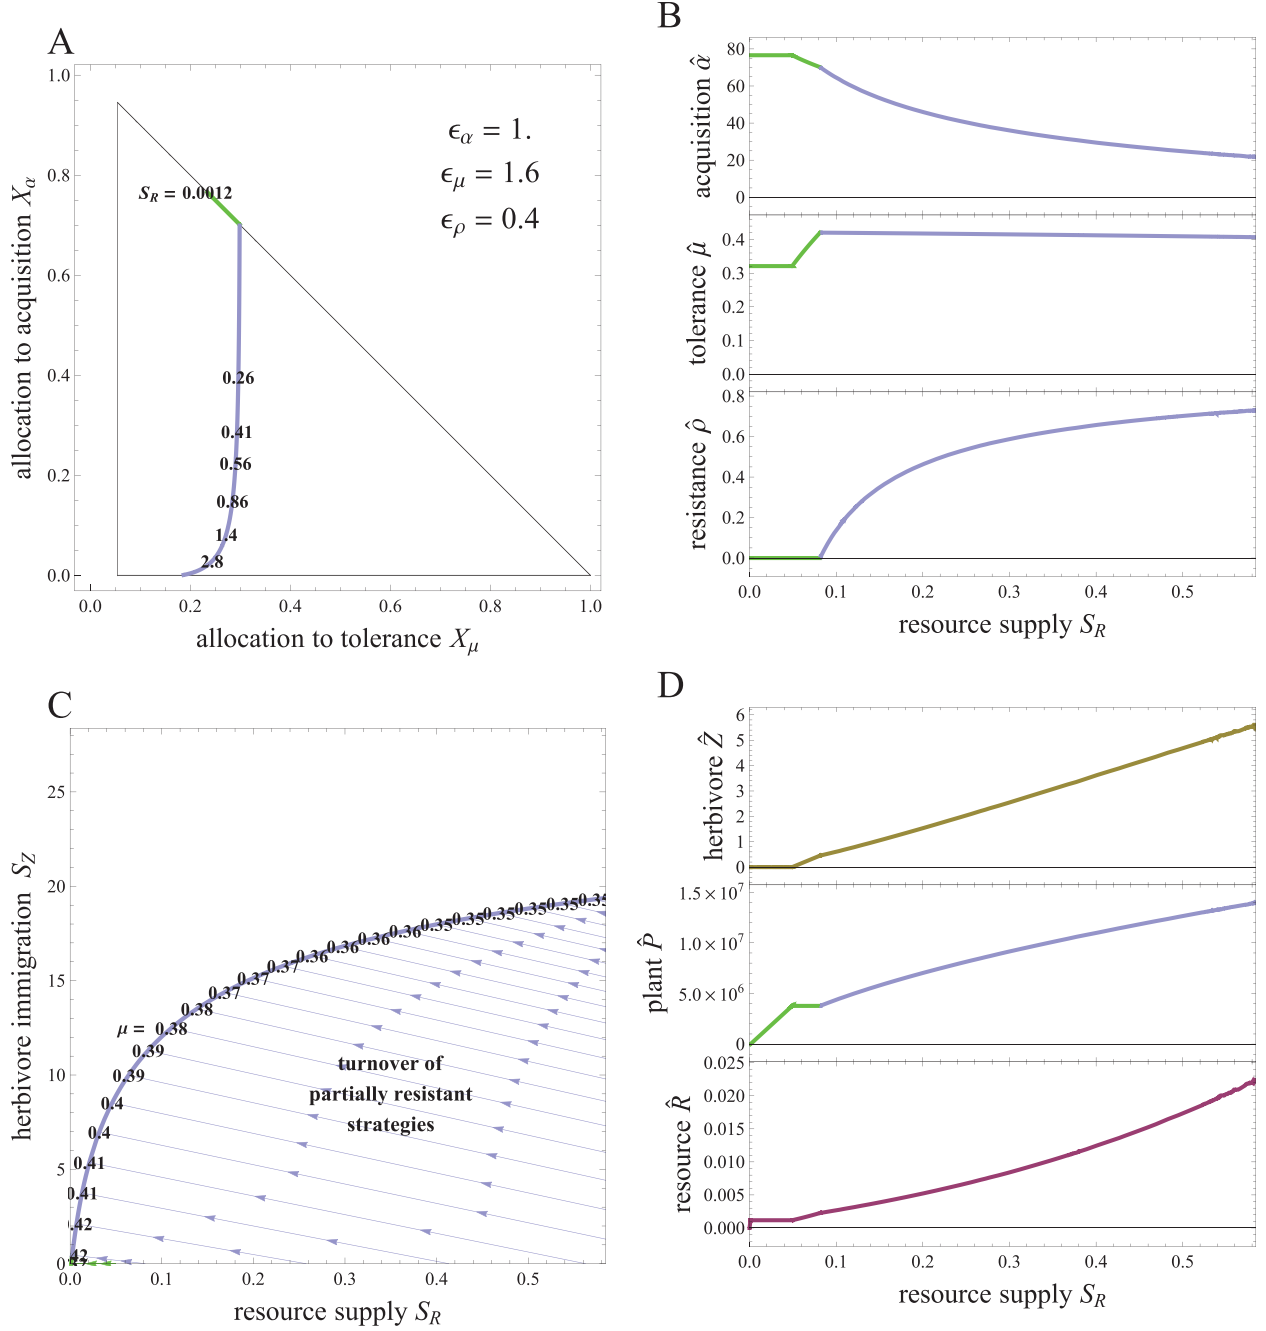 A
1.0
0.8
0.6
0.4
0.2
0.0
allocation to acquisition Xα
ϵα = 1.
ϵμ = 1.6
ϵρ = 0.4
SR = 0.0012
0.26
0.41
0.56
0.86
1.4
2.8
0.0 0.2 0.4 0.6 0.8 1.0
allocation to tolerance Xμ
B
80
60
40
20
0
acquisition α̂
0.4
0.3
0.2
0.1
0.0
tolerance μ̂
0.8
0.6
0.4
0.2
0.0
resistance ρ̂
0.0 0.1 0.2 0.3 0.4 0.5
resource supply SR
C
25
20
15
10
5
0
herbivore immigration SZ
0.35 0.35 0.35 0.35 0.35
0.35
0.36
0.36
0.36
0.36
0.37
0.37
0.37
0.38
μ = 0.38
0.39
0.39
0.4
0.4
0.41
0.41
0.42
0.42
turnover of
partially resistant
strategies
0.0 0.1 0.2 0.3 0.4 0.5
resource supply SR
D
6
5
4
3
2
1
0
herbivore Ẑ
1.5 × 10⁷
1.0 × 10⁷
5.0 × 10⁶
0
plant P̂
0.025
0.020
0.015
0.010
0.005
0.000
resource R̂
0.0 0.1 0.2 0.3 0.4 0.5
resource supply SR